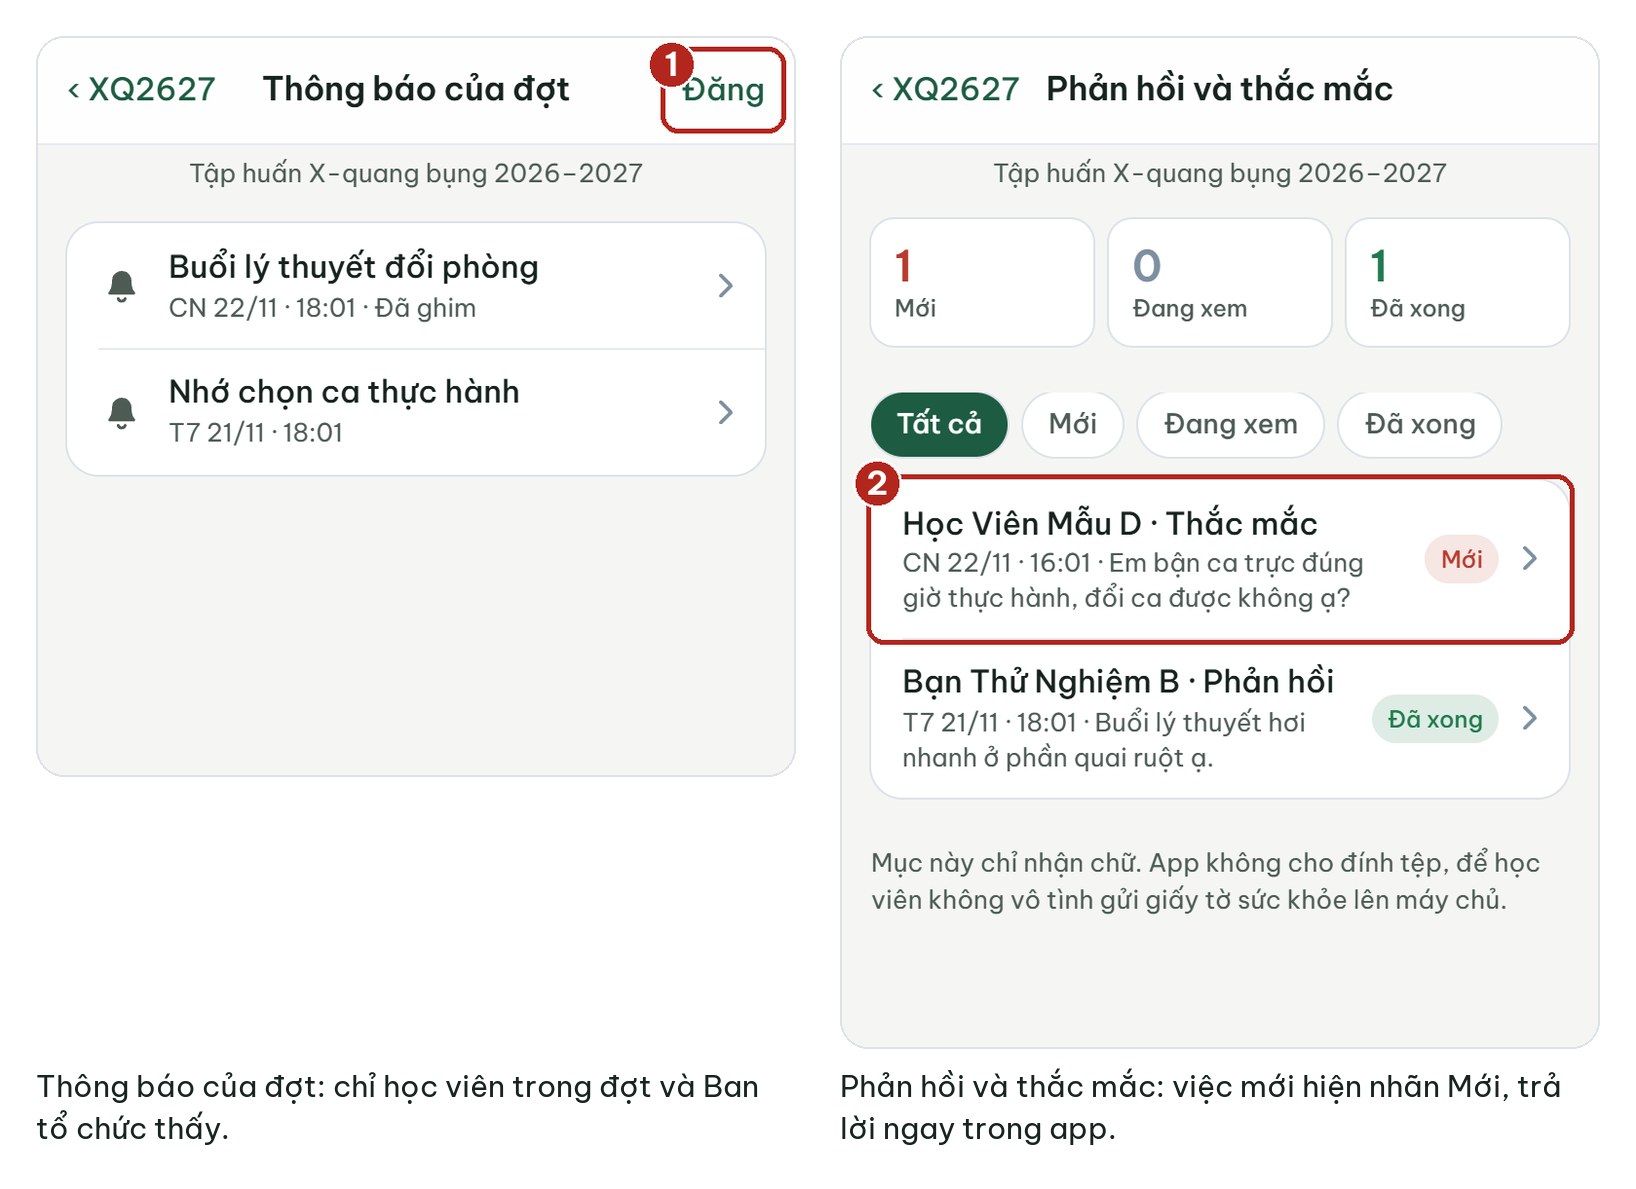 ‹ XQ2627
Thông báo của đợt
1
Đăng
Tập huấn X-quang bụng 2026–2027
Buổi lý thuyết đổi phòng
CN 22/11 · 18:01 · Đã ghim
Nhớ chọn ca thực hành
T7 21/11 · 18:01
Thông báo của đợt: chỉ học viên trong đợt và Ban
tổ chức thấy.
‹ XQ2627
Phản hồi và thắc mắc
Tập huấn X-quang bụng 2026–2027
1
Mới
0
Đang xem
1
Đã xong
Tất cả
Mới
Đang xem
Đã xong
2
Học Viên Mẫu D · Thắc mắc
CN 22/11 · 16:01 · Em bận ca trực đúng
giờ thực hành, đổi ca được không ạ?
Mới
Bạn Thử Nghiệm B · Phản hồi
T7 21/11 · 18:01 · Buổi lý thuyết hơi
nhanh ở phần quai ruột ạ.
Đã xong
Mục này chỉ nhận chữ. App không cho đính tệp, để học
viên không vô tình gửi giấy tờ sức khỏe lên máy chủ.
Phản hồi và thắc mắc: việc mới hiện nhãn Mới, trả
lời ngay trong app.